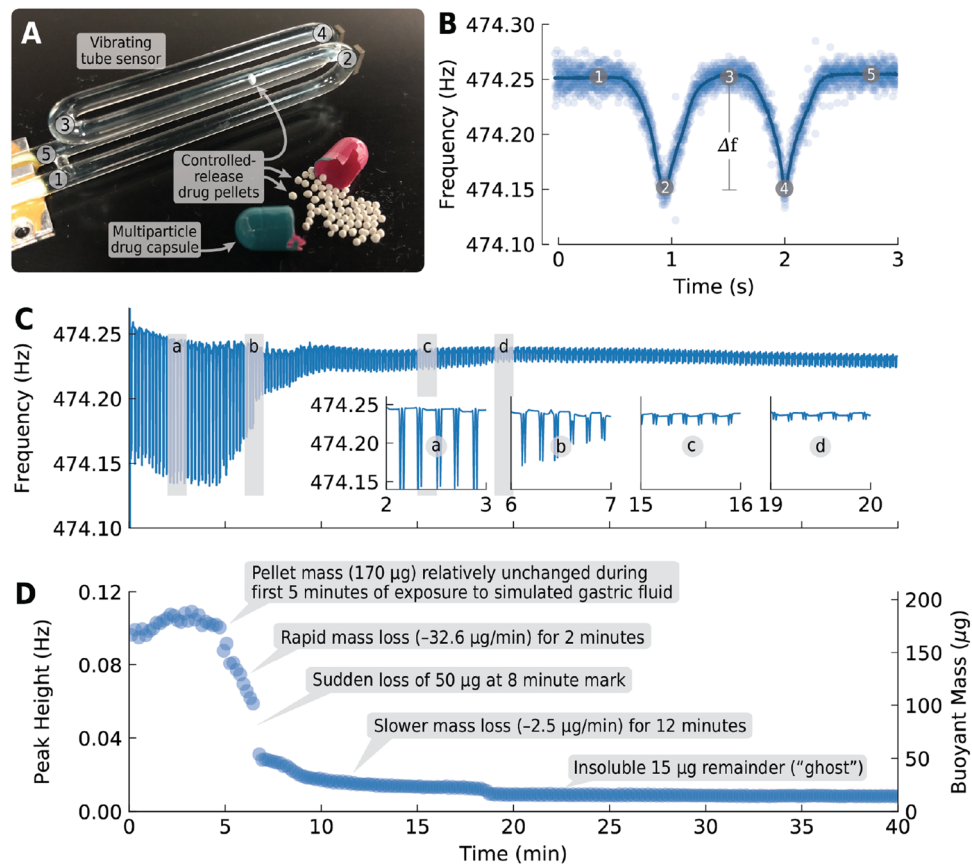 A
Vibrating
tube sensor
4
2
3
5
1
Controlled-
release
drug pellets
Multiparticle
drug capsule
B
Frequency (Hz)
474.30
474.25
474.20
474.15
474.10
1
3
5
Δf
2
4
0 1 2 3
Time (s)
C
Frequency (Hz)
474.25
474.20
474.15
474.10
a b c d
474.25
474.20
474.15
a b c d
2 3 6 7 15 16 19 20
D
Peak Height (Hz)
0.12
0.08
0.04
0.00
Pellet mass (170 μg) relatively unchanged during
first 5 minutes of exposure to simulated gastric fluid
Rapid mass loss (–32.6 μg/min) for 2 minutes
Sudden loss of 50 μg at 8 minute mark
Slower mass loss (–2.5 μg/min) for 12 minutes
Insoluble 15 μg remainder (“ghost”)
200
150
100
50
0
Buoyant Mass (μg)
0 5 10 15 20 25 30 35 40
Time (min)